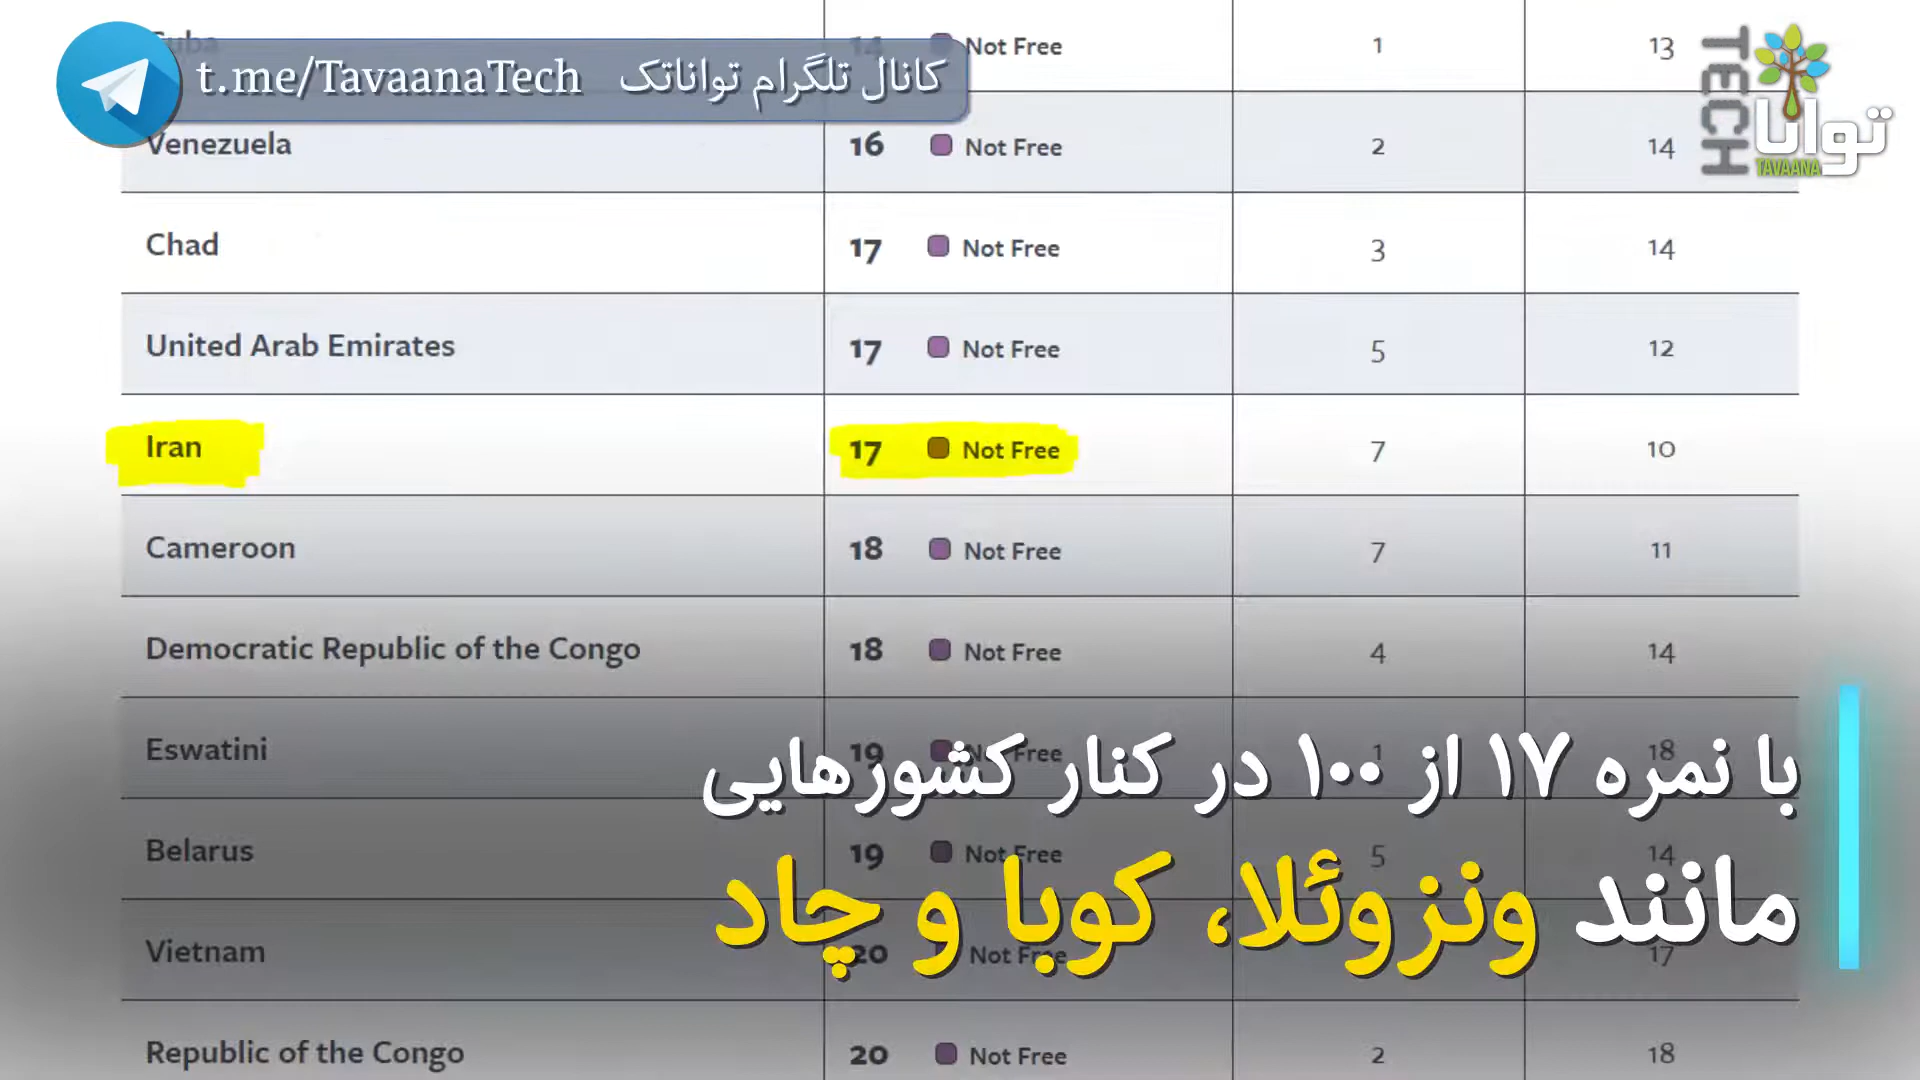 Cuba 14 Not Free 1 13
t.me/TavaanaTech کانال تلگرام تواناتک
TECH
توانا
TAVAANA
Venezuela 16 Not Free 2 14
Chad 17 Not Free 3 14
United Arab Emirates 17 Not Free 5 12
Iran 17 Not Free 7 10
Cameroon 18 Not Free 7 11
Democratic Republic of the Congo 18 Not Free 4 14
Eswatini 19 Not Free 1 18
با نمره ۱۷ از ۱۰۰ در کنار کشورهایی
Belarus 19 Not Free 5 14
مانند ونزوئلا، کوبا و چاد
Vietnam 20 Not Free 17
Republic of the Congo 20 Not Free 2 18